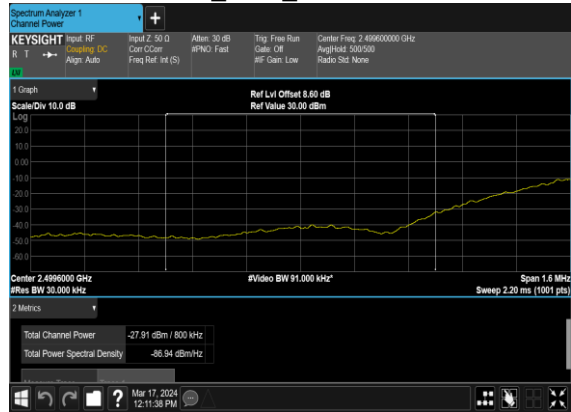 Spectrum Analyzer 1
Channel Power
+
KEYSIGHT
R T
Input: RF
Coupling: DC
Align: Auto
Input Z: 50 Ω
Corr CCorr
Freq Ref: Int (S)
Atten: 30 dB
#PNO: Fast
Trig: Free Run
Gate: Off
#IF Gain: Low
Center Freq: 2.499600000 GHz
Avg|Hold: 500/500
Radio Std: None
1 Graph
Scale/Div 10.0 dB
Ref Lvl Offset 8.60 dB
Ref Value 30.00 dBm
Log
20.0
10.0
0.00
-10.0
-20.0
-30.0
-40.0
-50.0
-60.0
Center 2.4996000 GHz
#Video BW 91.000 kHz*
Span 1.6 MHz
#Res BW 30.000 kHz
Sweep 2.20 ms (1001 pts)
2 Metrics
Total Channel Power -27.91 dBm / 800 kHz
Total Power Spectral Density -86.94 dBm/Hz
?
Mar 17, 2024
12:11:38 PM